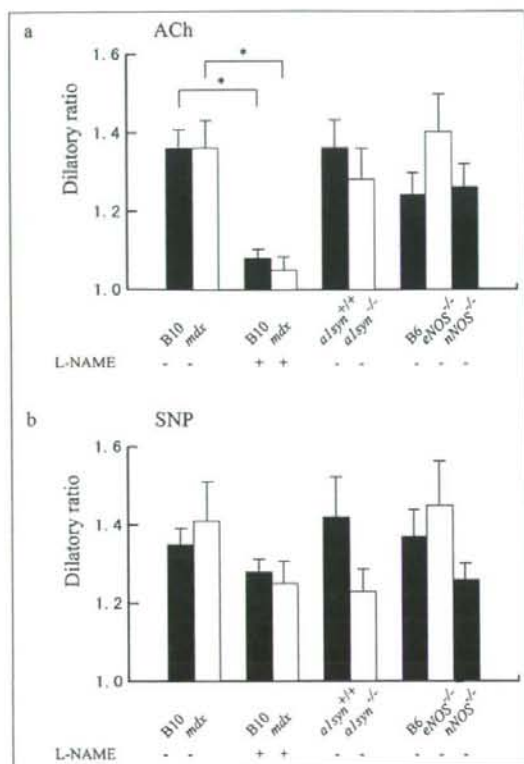 a ACh
* *
Dilatory ratio
1.6
1.4
1.2
1.0
B10 mdx B10 mdx a1syn+/+ a1syn-/- B6 eNOS-/- nNOS-/-
L-NAME - - + + - - - - -
b SNP
Dilatory ratio
1.6
1.4
1.2
1.0
B10 mdx B10 mdx a1syn+/+ a1syn-/- B6 eNOS-/- nNOS-/-
L-NAME - - + + - - - - -